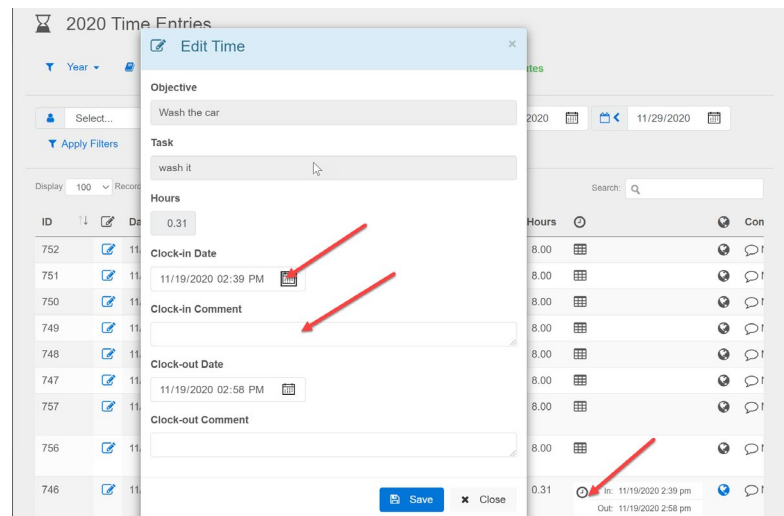 2020 Time Entries
Edit Time
×
Year
Objective
Wash the car
Select...
2020
11/29/2020
Apply Filters
Task
wash it
Display 100
Search:
Hours
0.31
ID
Hours
Clock-in Date
752
11/
8.00
11/19/2020 02:39 PM
751
11/
8.00
Clock-in Comment
750
11/
8.00
749
11/
8.00
748
11/
8.00
Clock-out Date
747
11/
8.00
11/19/2020 02:58 PM
757
11/
8.00
Clock-out Comment
756
11/
8.00
746
11/
0.31
In: 11/19/2020 2:39 pm
Out: 11/19/2020 2:58 pm
Save
× Close